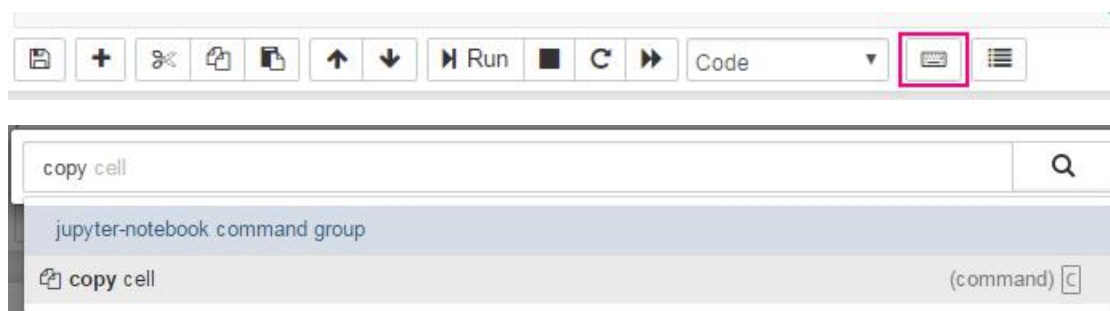 Run
Code
copy cell
jupyter-notebook command group
copy cell (command) C